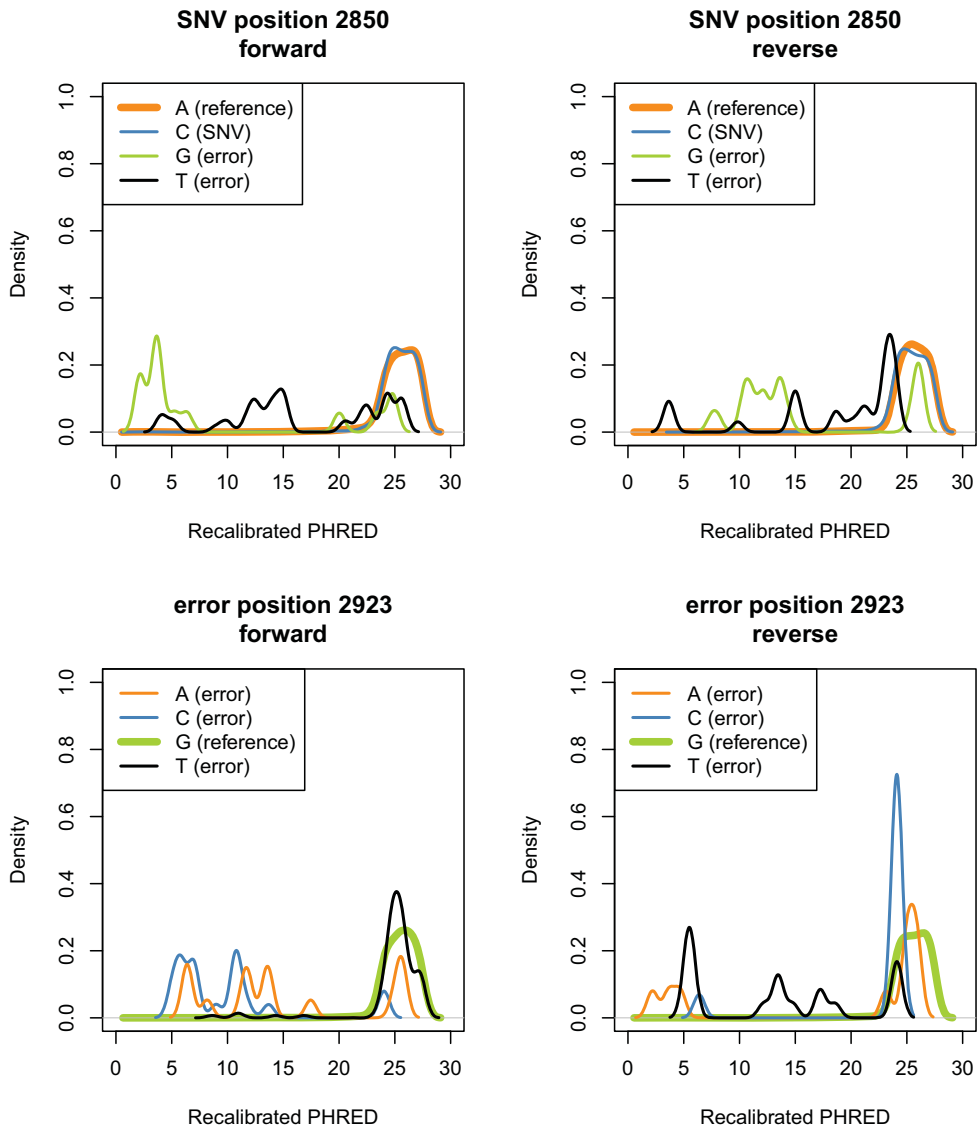 SNV position 2850
forward
A (reference)
C (SNV)
G (error)
T (error)
Density
0.0 0.2 0.4 0.6 0.8 1.0
0 5 10 15 20 25 30
Recalibrated PHRED
SNV position 2850
reverse
A (reference)
C (SNV)
G (error)
T (error)
Density
0.0 0.2 0.4 0.6 0.8 1.0
0 5 10 15 20 25 30
Recalibrated PHRED
error position 2923
forward
A (error)
C (error)
G (reference)
T (error)
Density
0.0 0.2 0.4 0.6 0.8 1.0
0 5 10 15 20 25 30
Recalibrated PHRED
error position 2923
reverse
A (error)
C (error)
G (reference)
T (error)
Density
0.0 0.2 0.4 0.6 0.8 1.0
0 5 10 15 20 25 30
Recalibrated PHRED